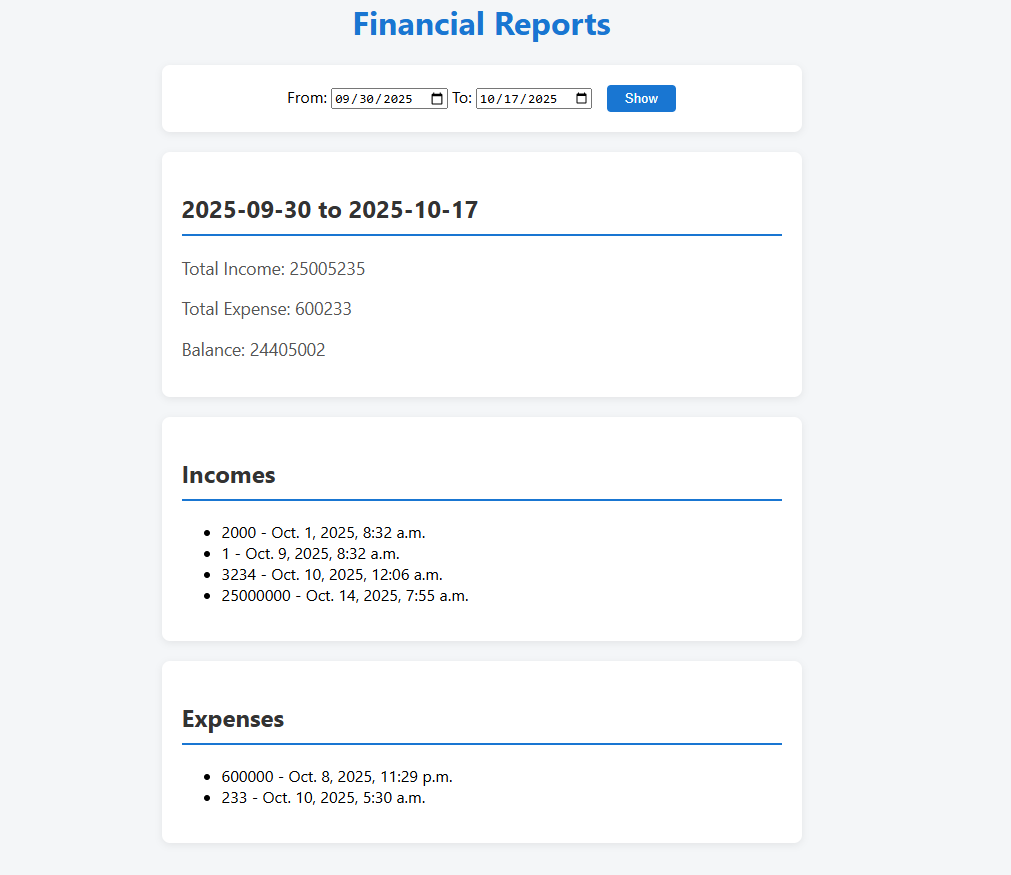 Financial Reports
From: 09/30/2025 To: 10/17/2025 Show
2025-09-30 to 2025-10-17
Total Income: 25005235
Total Expense: 600233
Balance: 24405002
Incomes
• 2000 - Oct. 1, 2025, 8:32 a.m.
• 1 - Oct. 9, 2025, 8:32 a.m.
• 3234 - Oct. 10, 2025, 12:06 a.m.
• 25000000 - Oct. 14, 2025, 7:55 a.m.
Expenses
• 600000 - Oct. 8, 2025, 11:29 p.m.
• 233 - Oct. 10, 2025, 5:30 a.m.